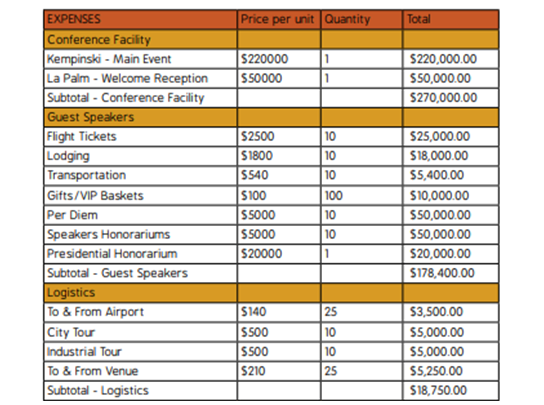 EXPENSES Price per unit Quantity Total
Conference Facility
Kempinski - Main Event $220000 1 $220,000.00
La Palm - Welcome Reception $50000 1 $50,000.00
Subtotal - Conference Facility $270,000.00
Guest Speakers
Flight Tickets $2500 10 $25,000.00
Lodging $1800 10 $18,000.00
Transportation $540 10 $5,400.00
Gifts/VIP Baskets $100 100 $10,000.00
Per Diem $5000 10 $50,000.00
Speakers Honorariums $5000 10 $50,000.00
Presidential Honorarium $20000 1 $20,000.00
Subtotal - Guest Speakers $178,400.00
Logistics
To & From Airport $140 25 $3,500.00
City Tour $500 10 $5,000.00
Industrial Tour $500 10 $5,000.00
To & From Venue $210 25 $5,250.00
Subtotal - Logistics $18,750.00